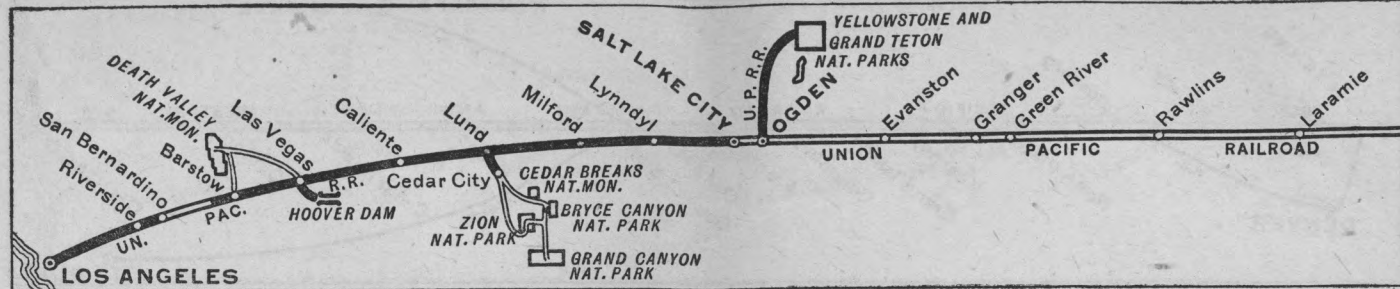 YELLOWSTONE AND
GRAND TETON
NAT. PARKS
SALT LAKE CITY
U. P. R. R.
OGDEN
Evanston
Granger
Green River
Rawlins
Laramie
DEATH VALLEY
NAT. MON.
Las Vegas
Caliente
Lund
Milford
Lynndyl
San Bernardino
Riverside
Barstow
UNION PACIFIC RAILROAD
UN. PAC. R.R.
HOOVER DAM
Cedar City
CEDAR BREAKS
NAT. MON.
BRYCE CANYON
NAT. PARK
ZION
NAT. PARK
GRAND CANYON
NAT. PARK
LOS ANGELES